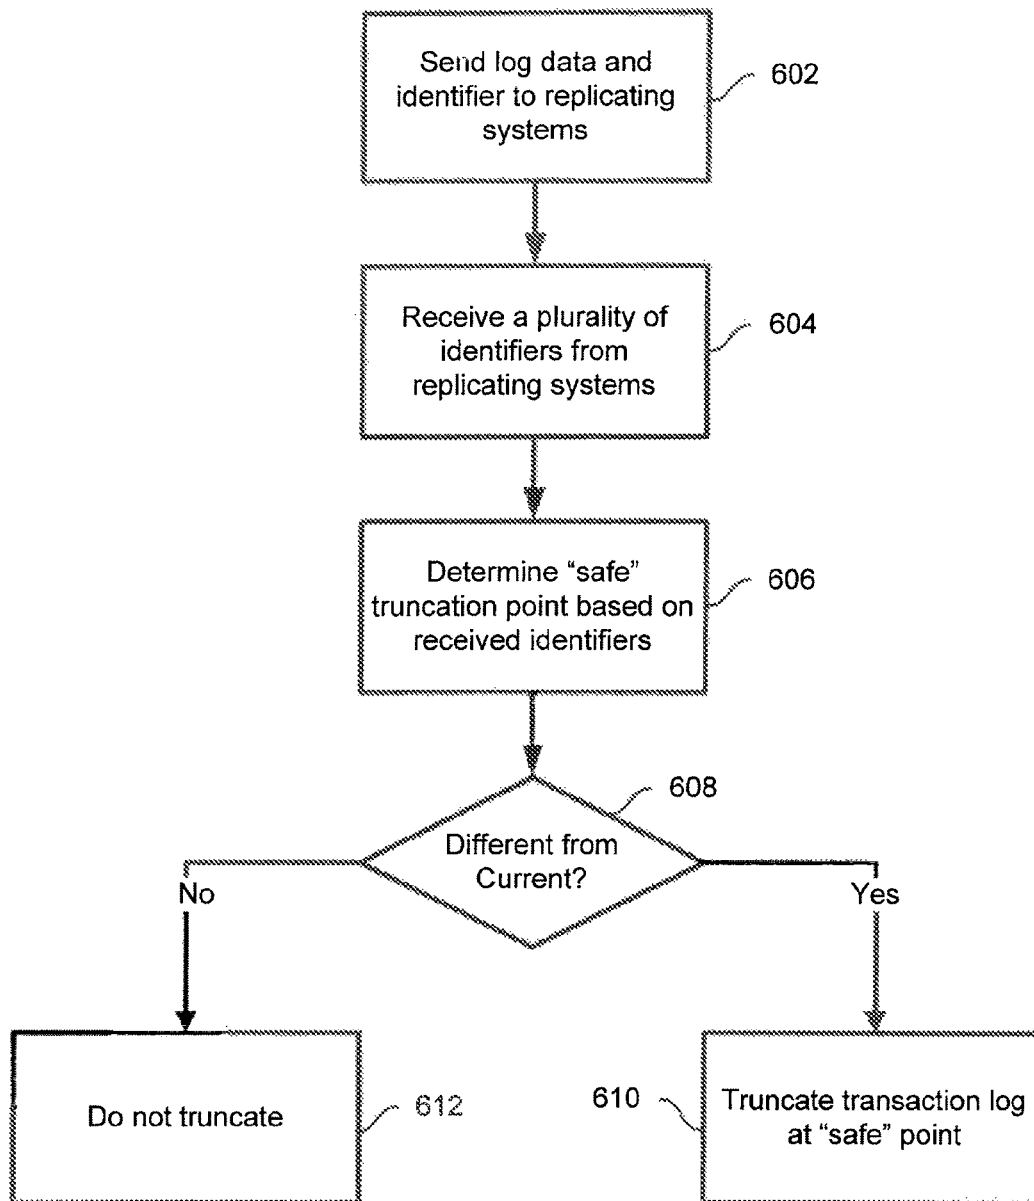 Send log data and
identifier to replicating
systems
602
Receive a plurality of
identifiers from
replicating systems
604
Determine “safe”
truncation point based on
received identifiers
606
608
Different from
Current?
No
Yes
Do not truncate
612
610
Truncate transaction log
at “safe” point